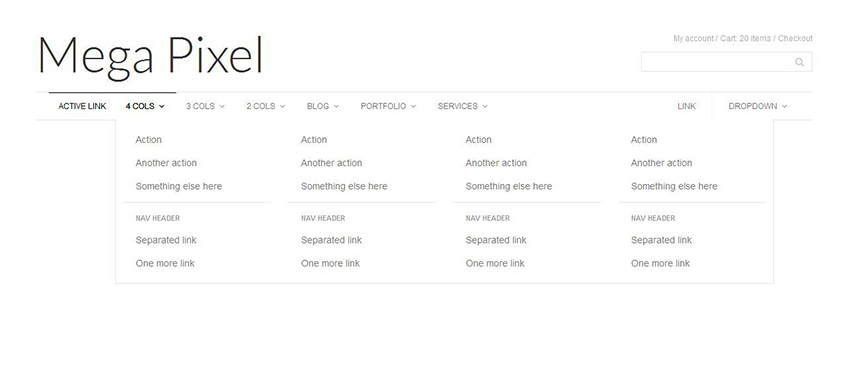 Mega Pixel
My account / Cart: 20 items / Checkout
ACTIVE LINK 4 COLS 3 COLS 2 COLS BLOG PORTFOLIO SERVICES LINK DROPDOWN
Action Action Action Action
Another action Another action Another action Another action
Something else here Something else here Something else here Something else here
NAV HEADER NAV HEADER NAV HEADER NAV HEADER
Separated link Separated link Separated link Separated link
One more link One more link One more link One more link